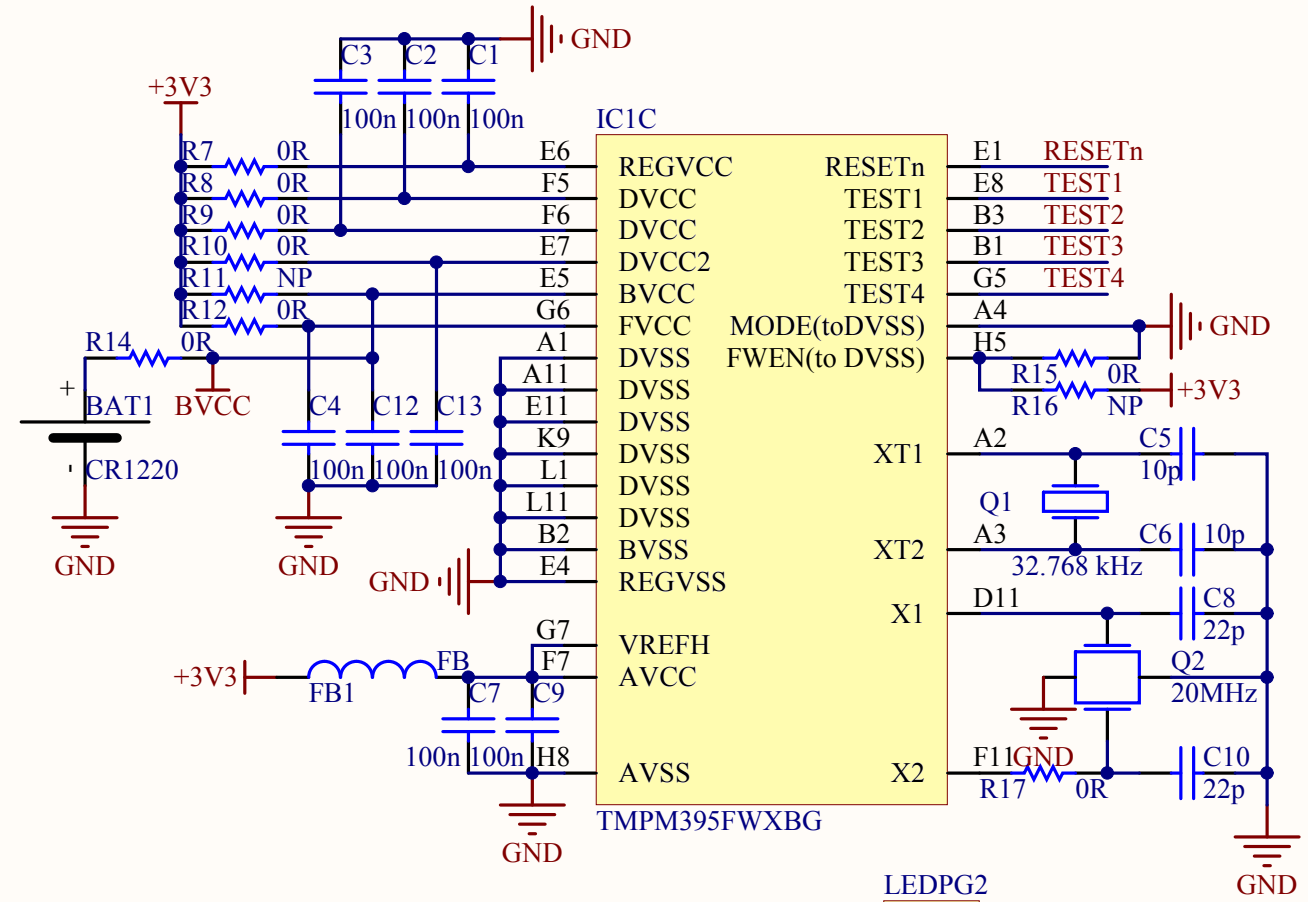 GND
C3 C2 C1
+3V3
100n 100n 100n
IC1C
R7 0R E6 REGVCC RESETn E1 RESETn
R8 0R F5 DVCC TEST1 E8 TEST1
R9 0R F6 DVCC TEST2 B3 TEST2
R10 0R E7 DVCC2 TEST3 B1 TEST3
R11 NP E5 BVCC TEST4 G5 TEST4
R12 0R G6 FVCC MODE(toDVSS) A4 GND
R14 0R A1 DVSS FWEN(to DVSS) H5
A11 DVSS R15 0R
+ BAT1 BVCC C4 C12 C13 R16 NP +3V3
E11 DVSS
K9 DVSS XT1 A2 C5 10p
- CR1220 100n 100n 100n L1 DVSS
L11 DVSS Q1
B2 BVSS XT2 A3 C6 10p
GND GND GND E4 REGVSS 32.768 kHz
X1 D11 C8 22p
G7 VREFH
+3V3 FB1 FB F7 AVCC Q2 20MHz
C7 C9
100n 100n H8 AVSS X2 F11 GND C10
R17 0R 22p
TMPM395FWXBG
GND GND
LEDPG2